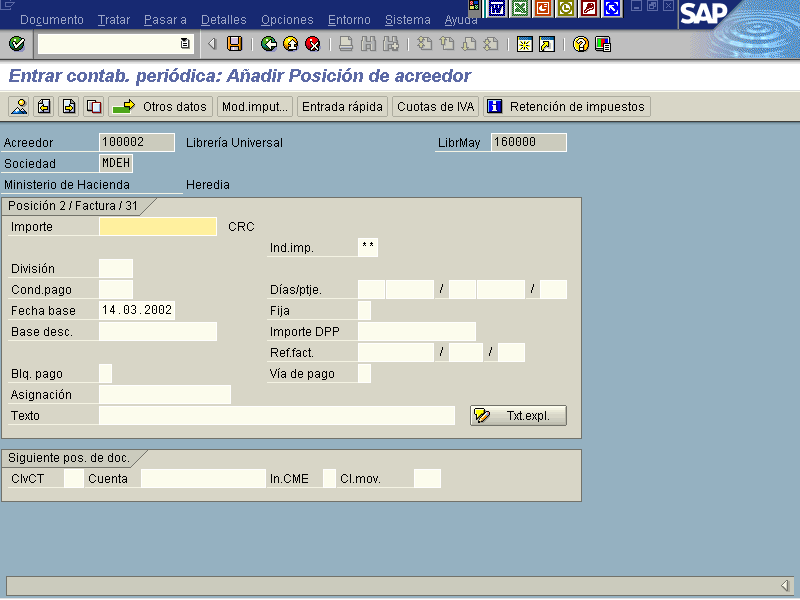 Documento Tratar Pasar a Detalles Opciones Entorno Sistema Ayuda
SAP
Entrar contab. periódica: Añadir Posición de acreedor
Otros datos Mod.imput... Entrada rápida Cuotas de IVA Retención de impuestos
Acreedor 100002 Librería Universal LibrMay 160000
Sociedad MDEH
Ministerio de Hacienda Heredia
Posición 2 / Factura / 31
Importe CRC
Ind.imp. **
División
Cond.pago Días/ptje. / /
Fecha base 14.03.2002 Fija
Base desc. Importe DPP
Ref.fact. / /
Blq. pago Vía de pago
Asignación
Texto Txt.expl.
Siguiente pos. de doc.
ClvCT Cuenta In.CME Cl.mov.